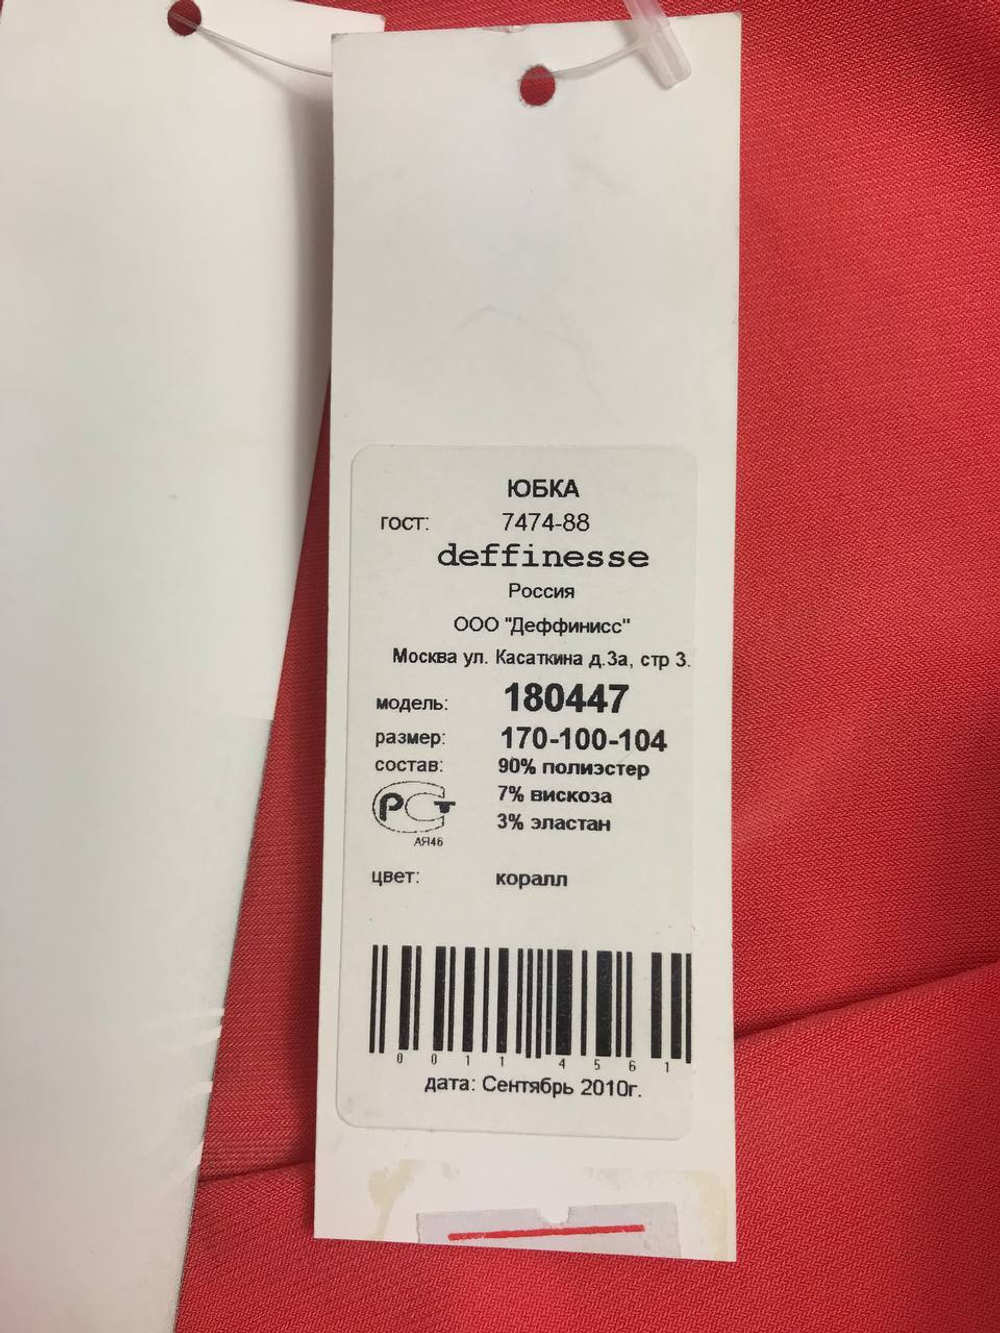 ЮБКА
гост: 7474-88
deffinesse
Россия
ООО "Деффинисс"
Москва ул. Касаткина д.3а, стр 3.
модель: 180447
размер: 170-100-104
состав: 90% полиэстер
7% вискоза
3% эластан
РСТ
АЯ46
цвет: коралл
0 0 1 1 4 5 6 1
дата: Сентябрь 2010г.